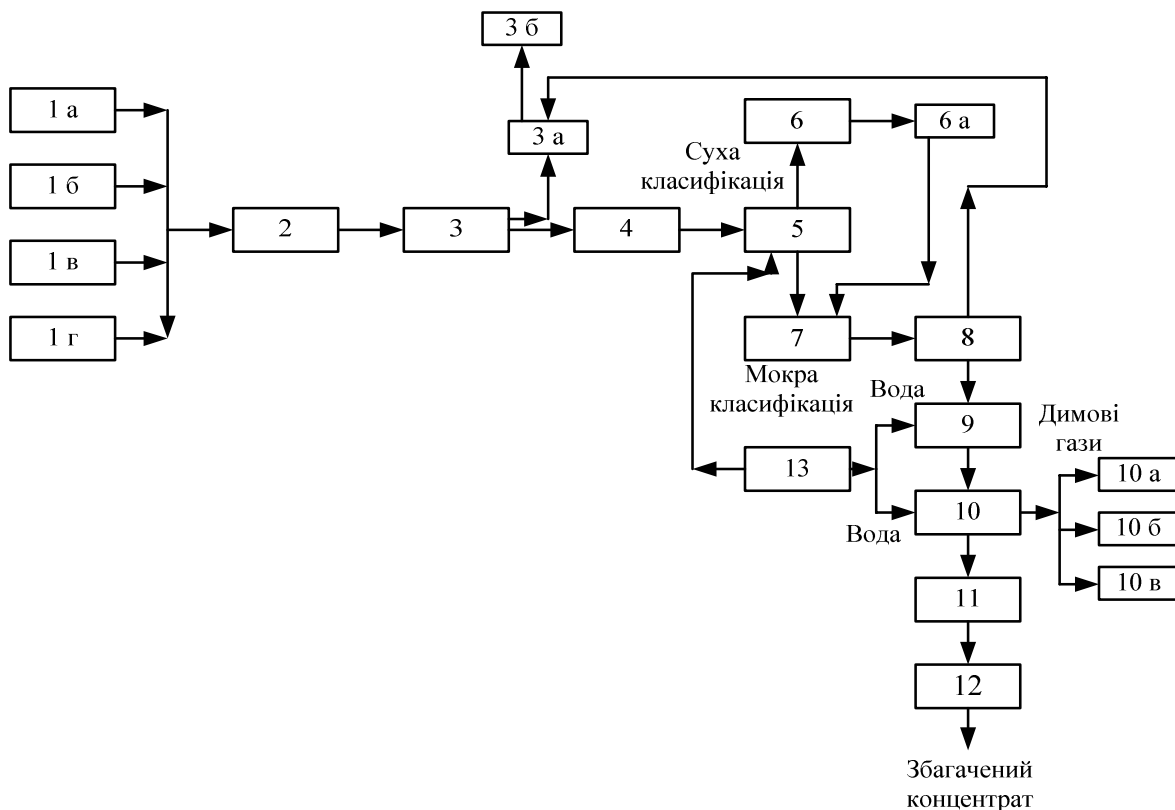 3 б
1 а
3 а
6
6 а
Суха
класифікація
1 б
2
3
4
5
1 в
1 г
7
8
Мокра
класифікація
Вода
9
Димові
гази
13
10 а
10
Вода
10 б
10 в
11
12
Збагачений
концентрат